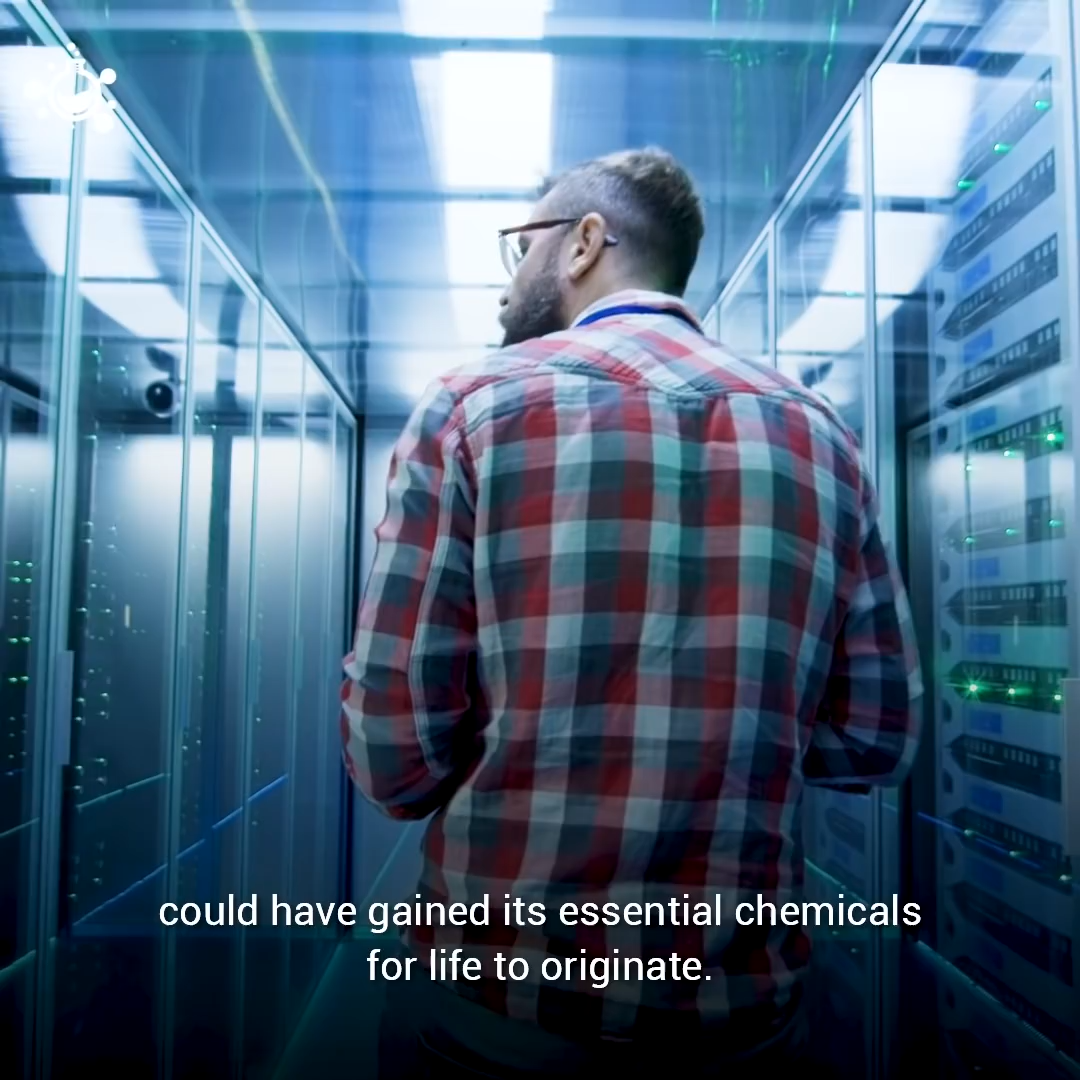 could have gained its essential chemicals
for life to originate.